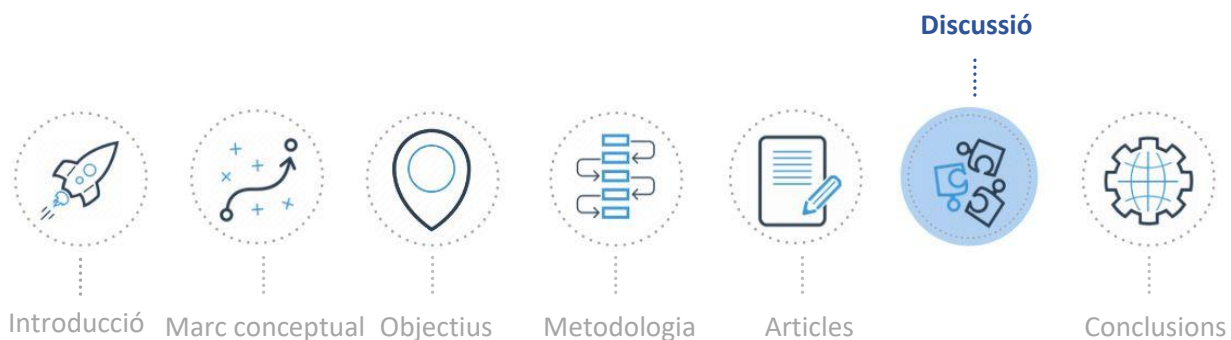 Discussió
Introducció Marc conceptual Objectius Metodologia Articles Conclusions